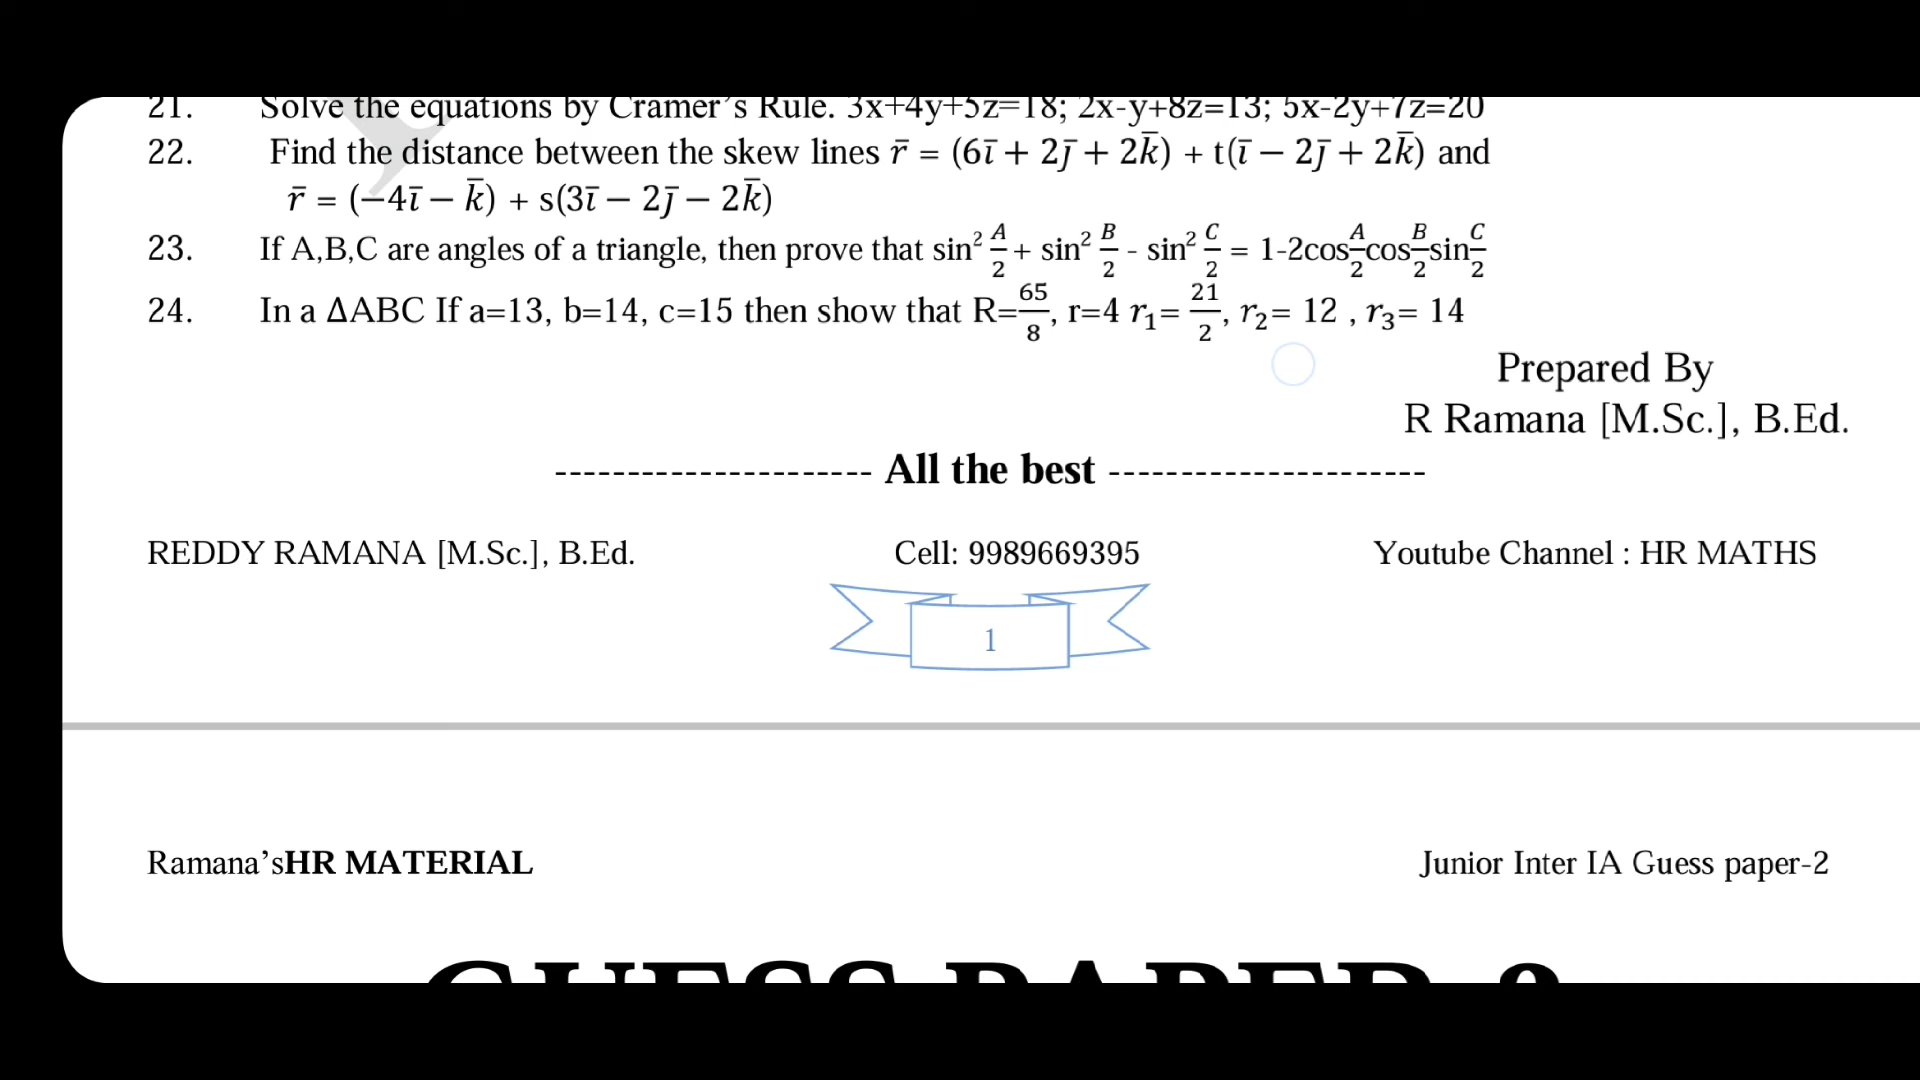 21. Solve the equations by Cramer's Rule. 3x+4y+5z=18; 2x-y+8z=13; 5x-2y+7z=20
22. Find the distance between the skew lines r̄ = (6ī + 2j̄ + 2k̄) + t(ī − 2j̄ + 2k̄) and
r̄ = (−4ī − k̄) + s(3ī − 2j̄ − 2k̄)
23. If A,B,C are angles of a triangle, then prove that sin² A/2 + sin² B/2 - sin² C/2 = 1-2cos A/2 cos B/2 sin C/2
24. In a ΔABC If a=13, b=14, c=15 then show that R= 65/8, r=4 r₁= 21/2, r₂= 12 , r₃= 14
Prepared By
R Ramana [M.Sc.], B.Ed.
---------------------- All the best ----------------------
REDDY RAMANA [M.Sc.], B.Ed. Cell: 9989669395 Youtube Channel : HR MATHS
1
Ramana'sHR MATERIAL Junior Inter IA Guess paper-2
GUESS PAPER-2